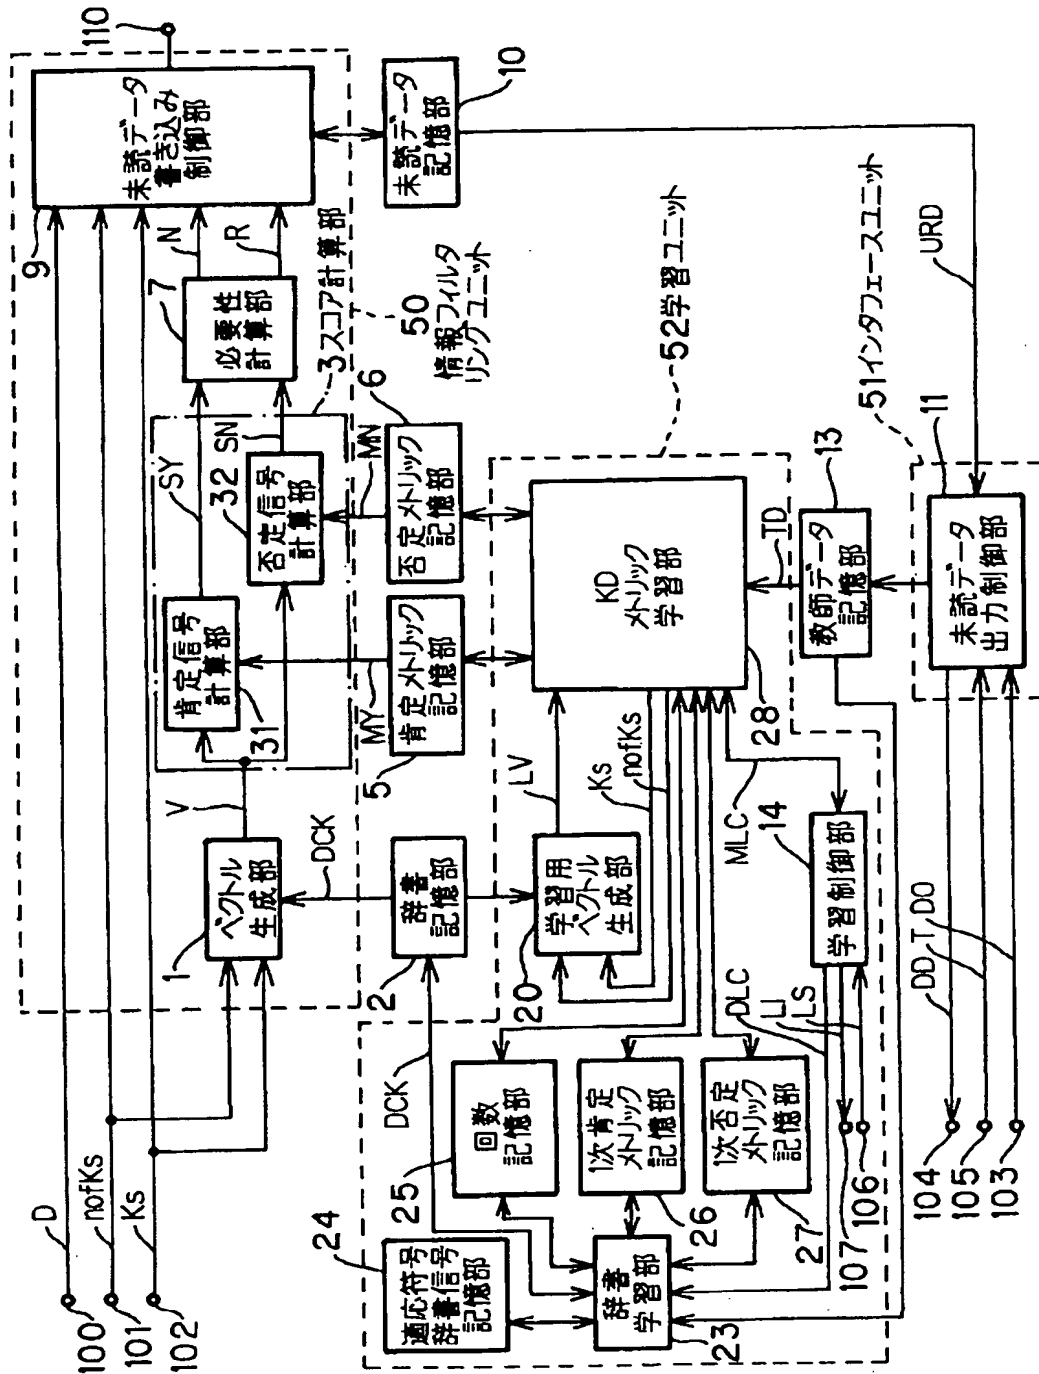 D
100
nofKs
101
Ks
102
1
ベクトル
生成部
V
DCK
2
辞書
記憶部
肯定信号
計算部
31
SY
否定信号
計算部
32
SN
3スコア計算部
必要性
計算部
7
N
R
9
未読データ
書き込み
制御部
110
50
情報フィルタ
リングユニット
未読データ
記憶部
10
MY
肯定メトリック
記憶部
5
MN
否定メトリック
記憶部
6
52学習ユニット
24
適応符号
辞書信号
記憶部
DCK
25
回数
記憶部
1次肯定
メトリック
記憶部
26
1次否定
メトリック
記憶部
27
辞書
学習部
23
学習用
ベクトル
生成部
20
LV
Ks
nofKs
KD
メトリック
学習部
28
MLC
14
学習制御部
DLC
LI
LS
107
106
TD
教師データ
記憶部
13
51インタフェースユニット
11
未読データ
出力制御部
URD
DD
T
DO
104
105
103